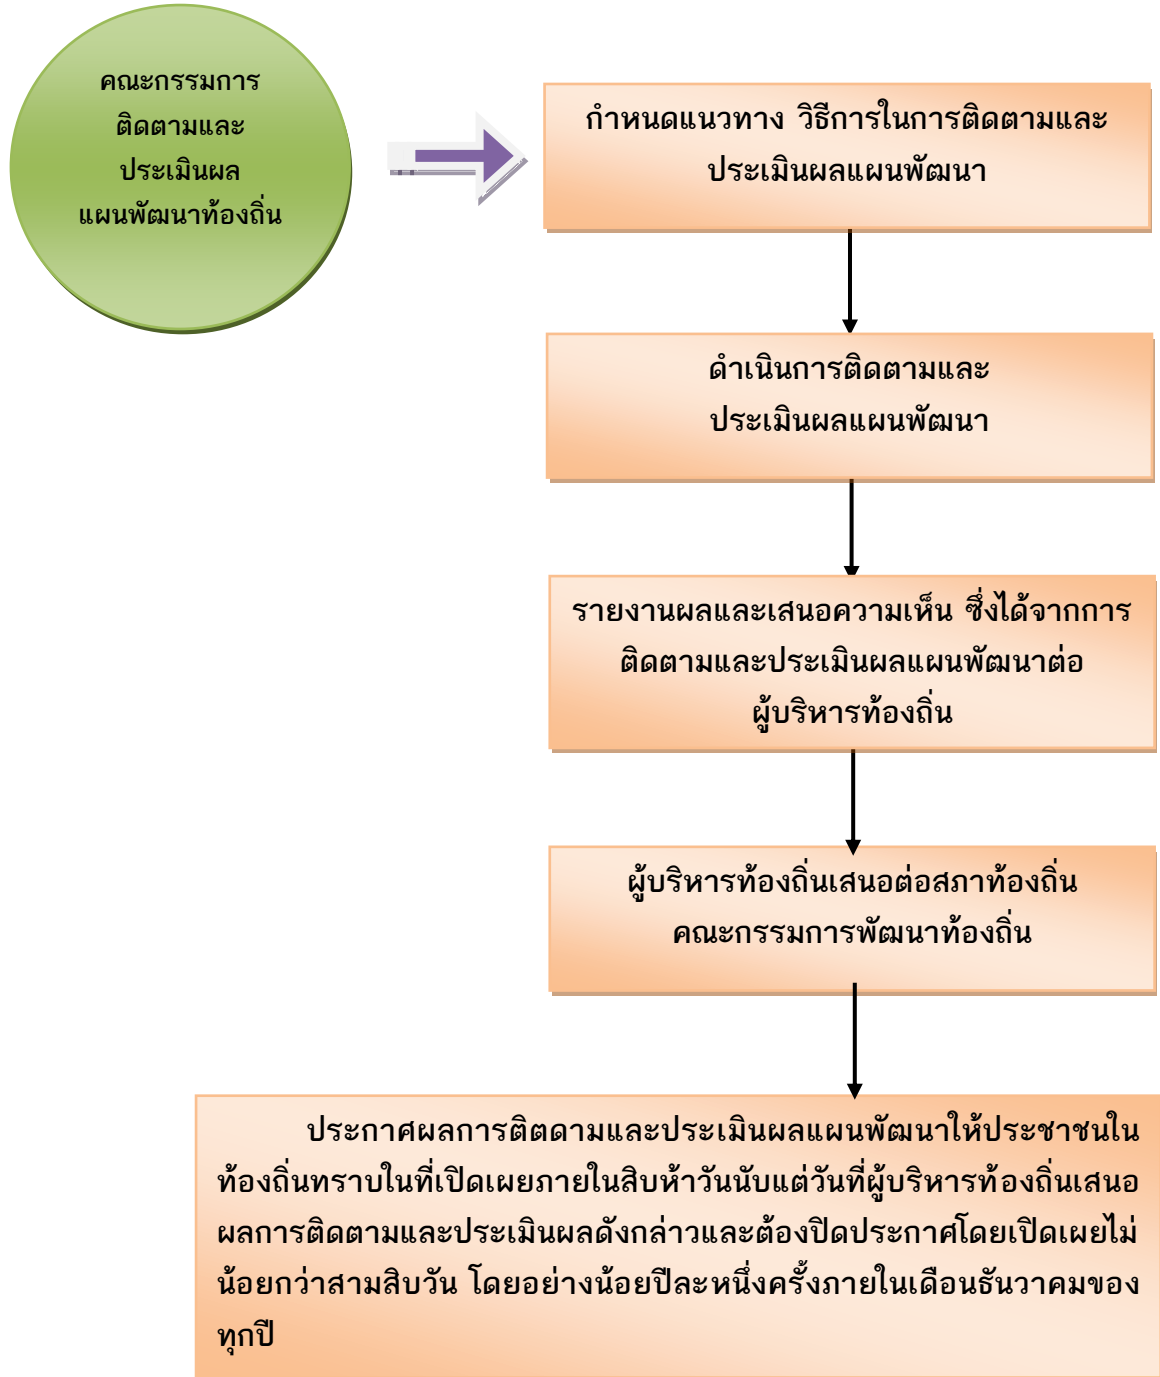 คณะกรรมการ
ติดตามและ
ประเมินผล
แผนพัฒนาท้องถิ่น
กำหนดแนวทาง วิธีการในการติดตามและ
ประเมินผลแผนพัฒนา
ดำเนินการติดตามและ
ประเมินผลแผนพัฒนา
รายงานผลและเสนอความเห็น ซึ่งได้จากการ
ติดตามและประเมินผลแผนพัฒนาต่อ
ผู้บริหารท้องถิ่น
ผู้บริหารท้องถิ่นเสนอต่อสภาท้องถิ่น
คณะกรรมการพัฒนาท้องถิ่น
ประกาศผลการติตดามและประเมินผลแผนพัฒนาให้ประชาชนใน
ท้องถิ่นทราบในที่เปิดเผยภายในสิบห้าวันนับแต่วันที่ผู้บริหารท้องถิ่นเสนอ
ผลการติดตามและประเมินผลดังกล่าวและต้องปิดประกาศโดยเปิดเผยไม่
น้อยกว่าสามสิบวัน โดยอย่างน้อยปีละหนึ่งครั้งภายในเดือนธันวาคมของ
ทุกปี